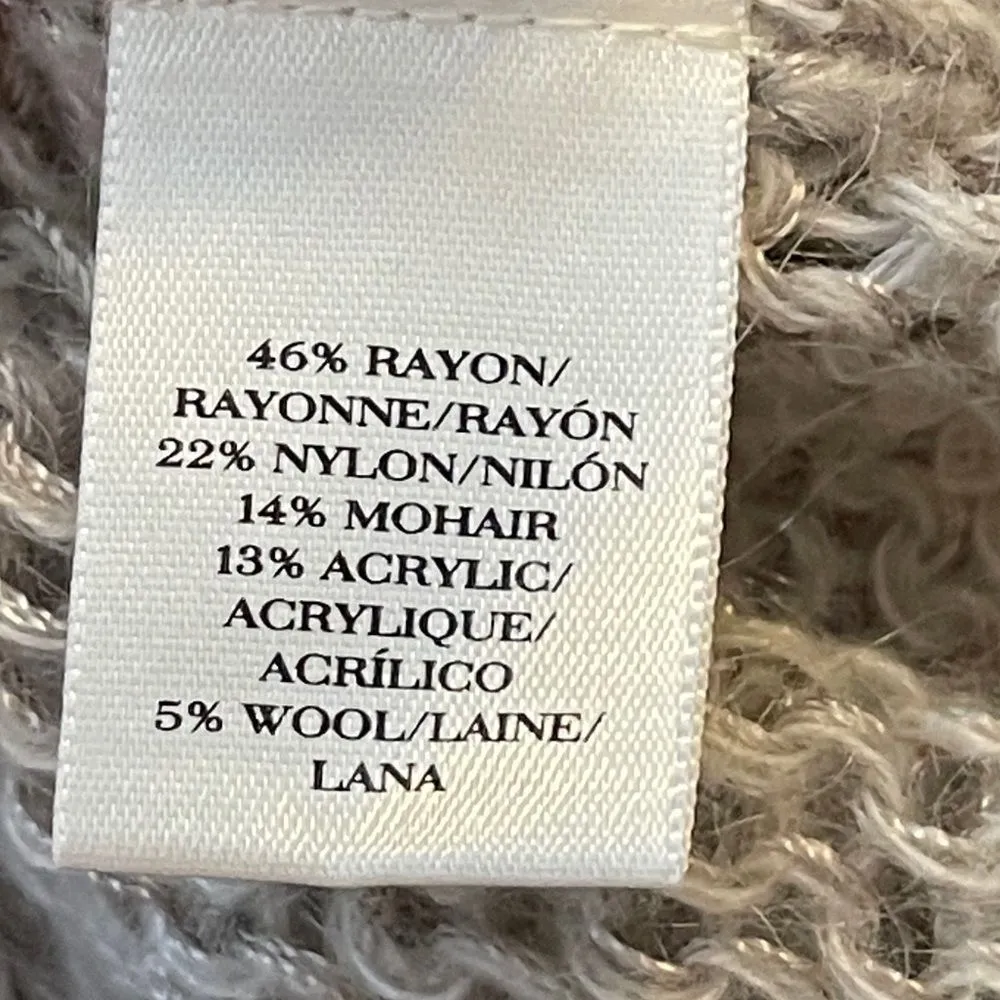 46% RAYON/
RAYONNE/RAYÓN
22% NYLON/NILÓN
14% MOHAIR
13% ACRYLIC/
ACRYLIQUE/
ACRÍLICO
5% WOOL/LAINE/
LANA